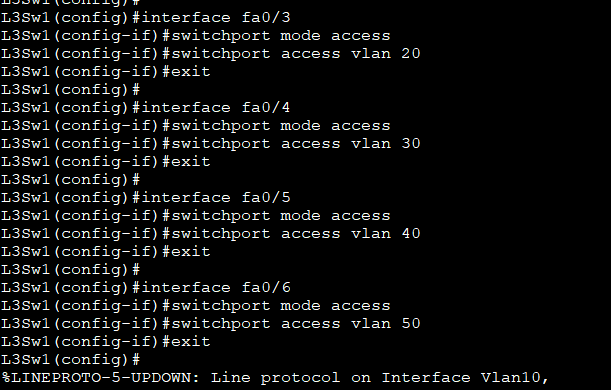 L3Sw1(config)#
L3Sw1(config)#interface fa0/3
L3Sw1(config-if)#switchport mode access
L3Sw1(config-if)#switchport access vlan 20
L3Sw1(config-if)#exit
L3Sw1(config)#
L3Sw1(config)#interface fa0/4
L3Sw1(config-if)#switchport mode access
L3Sw1(config-if)#switchport access vlan 30
L3Sw1(config-if)#exit
L3Sw1(config)#
L3Sw1(config)#interface fa0/5
L3Sw1(config-if)#switchport mode access
L3Sw1(config-if)#switchport access vlan 40
L3Sw1(config-if)#exit
L3Sw1(config)#
L3Sw1(config)#interface fa0/6
L3Sw1(config-if)#switchport mode access
L3Sw1(config-if)#switchport access vlan 50
L3Sw1(config-if)#exit
L3Sw1(config)#
%LINEPROTO-5-UPDOWN: Line protocol on Interface Vlan10,